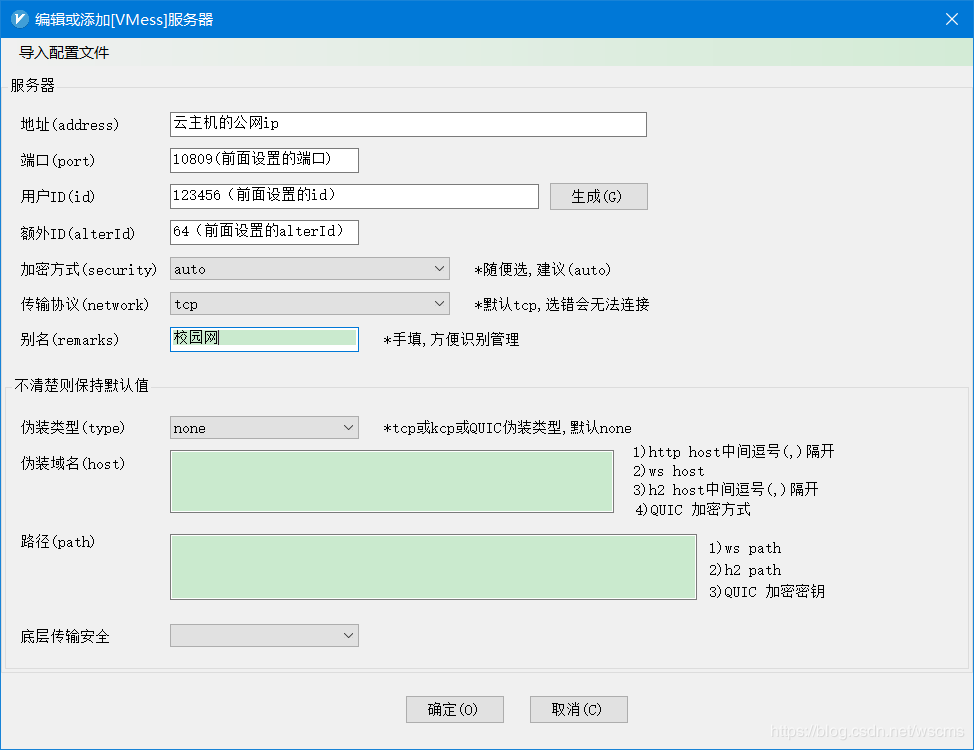 编辑或添加[VMess]服务器
导入配置文件
服务器
地址(address) 云主机的公网ip
端口(port) 10809(前面设置的端口)
用户ID(id) 123456（前面设置的id） 生成(G)
额外ID(alterId) 64（前面设置的alterId）
加密方式(security) auto *随便选,建议(auto)
传输协议(network) tcp *默认tcp,选错会无法连接
别名(remarks) 校园网 *手填,方便识别管理
不清楚则保持默认值
伪装类型(type) none *tcp或kcp或QUIC伪装类型,默认none
伪装域名(host)
1)http host中间逗号(,)隔开
2)ws host
3)h2 host中间逗号(,)隔开
4)QUIC 加密方式
路径(path)
1)ws path
2)h2 path
3)QUIC 加密密钥
底层传输安全
确定(O) 取消(C)
https://blog.csdn.net/wscms